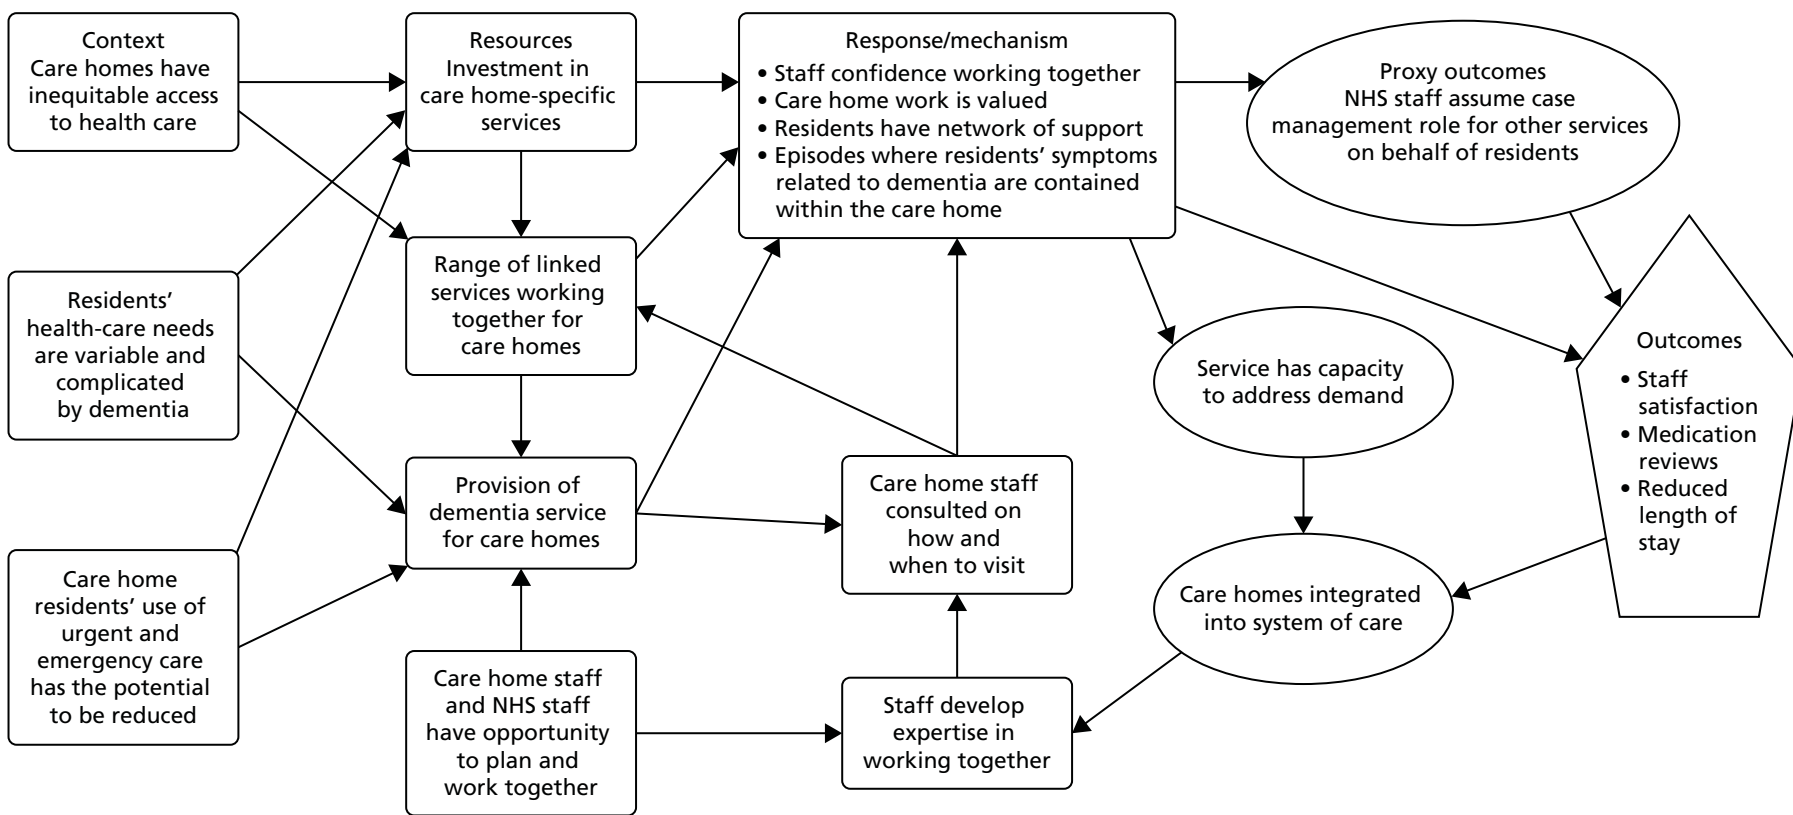 Context
Care homes have
inequitable access
to health care
Resources
Investment in
care home-specific
services
Response/mechanism
• Staff confidence working together
• Care home work is valued
• Residents have network of support
• Episodes where residents’ symptoms
related to dementia are contained
within the care home
Proxy outcomes
NHS staff assume case
management role for other services
on behalf of residents
Residents’
health-care needs
are variable and
complicated
by dementia
Range of linked
services working
together for
care homes
Service has capacity
to address demand
Outcomes
• Staff
satisfaction
• Medication
reviews
• Reduced
length of
stay
Care home
residents’ use of
urgent and
emergency care
has the potential
to be reduced
Provision of
dementia service
for care homes
Care home staff
consulted on
how and
when to visit
Care homes integrated
into system of care
Care home staff
and NHS staff
have opportunity
to plan and
work together
Staff develop
expertise in
working together